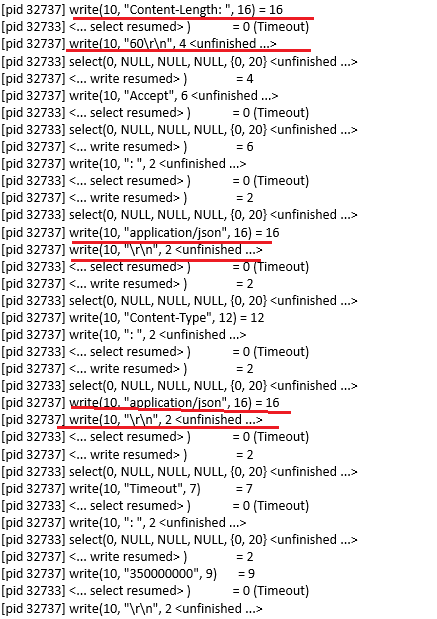 [pid 32737] write(10, "Content-Length: ", 16) = 16
[pid 32733] <... select resumed> ) = 0 (Timeout)
[pid 32737] write(10, "60\r\n", 4 <unfinished ...>
[pid 32733] select(0, NULL, NULL, NULL, {0, 20} <unfinished ...>
[pid 32737] <... write resumed> ) = 4
[pid 32737] write(10, "Accept", 6 <unfinished ...>
[pid 32733] <... select resumed> ) = 0 (Timeout)
[pid 32733] select(0, NULL, NULL, NULL, {0, 20} <unfinished ...>
[pid 32737] <... write resumed> ) = 6
[pid 32737] write(10, ": ", 2 <unfinished ...>
[pid 32733] <... select resumed> ) = 0 (Timeout)
[pid 32737] <... write resumed> ) = 2
[pid 32733] select(0, NULL, NULL, NULL, {0, 20} <unfinished ...>
[pid 32737] write(10, "application/json", 16) = 16
[pid 32737] write(10, "\r\n", 2 <unfinished ...>
[pid 32733] <... select resumed> ) = 0 (Timeout)
[pid 32737] <... write resumed> ) = 2
[pid 32733] select(0, NULL, NULL, NULL, {0, 20} <unfinished ...>
[pid 32737] write(10, "Content-Type", 12) = 12
[pid 32737] write(10, ": ", 2 <unfinished ...>
[pid 32733] <... select resumed> ) = 0 (Timeout)
[pid 32737] <... write resumed> ) = 2
[pid 32733] select(0, NULL, NULL, NULL, {0, 20} <unfinished ...>
[pid 32737] write(10, "application/json", 16) = 16
[pid 32737] write(10, "\r\n", 2 <unfinished ...>
[pid 32733] <... select resumed> ) = 0 (Timeout)
[pid 32737] <... write resumed> ) = 2
[pid 32733] select(0, NULL, NULL, NULL, {0, 20} <unfinished ...>
[pid 32737] write(10, "Timeout", 7) = 7
[pid 32733] <... select resumed> ) = 0 (Timeout)
[pid 32737] write(10, ": ", 2 <unfinished ...>
[pid 32733] select(0, NULL, NULL, NULL, {0, 20} <unfinished ...>
[pid 32737] <... write resumed> ) = 2
[pid 32737] write(10, "350000000", 9) = 9
[pid 32733] <... select resumed> ) = 0 (Timeout)
[pid 32737] write(10, "\r\n", 2 <unfinished ...>